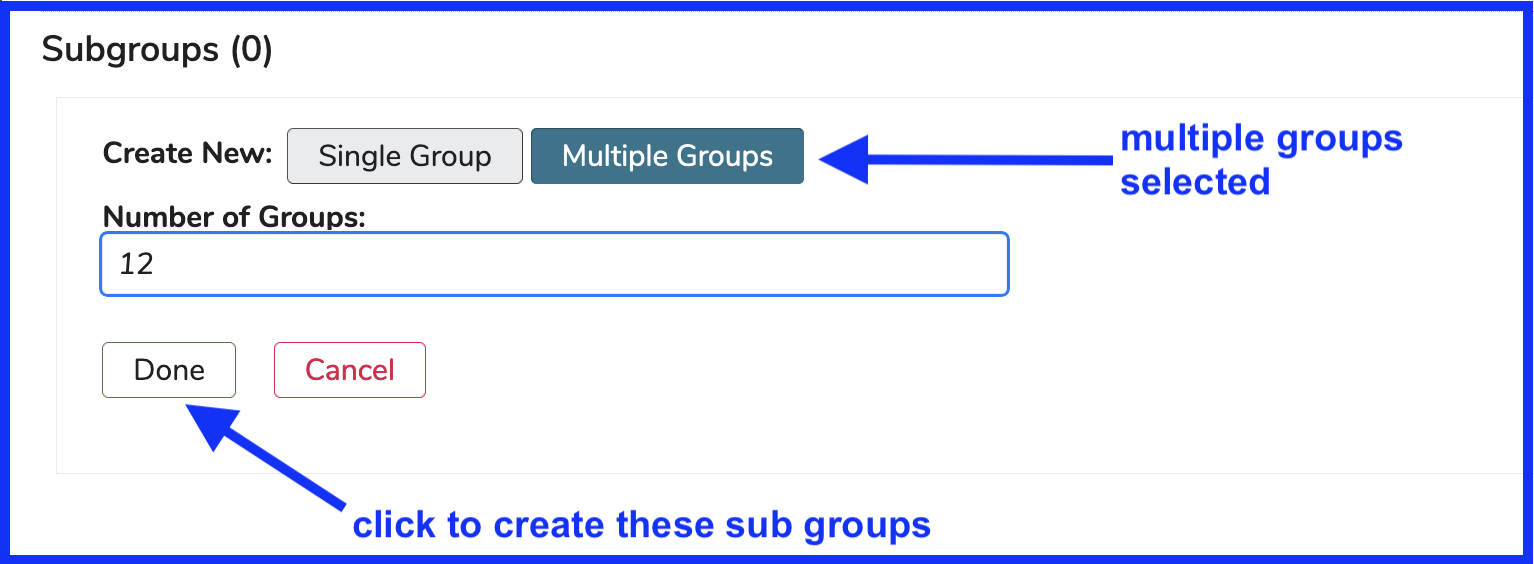 Subgroups (0)
Create New: Single Group Multiple Groups
multiple groups
selected
Number of Groups:
12
Done Cancel
click to create these sub groups